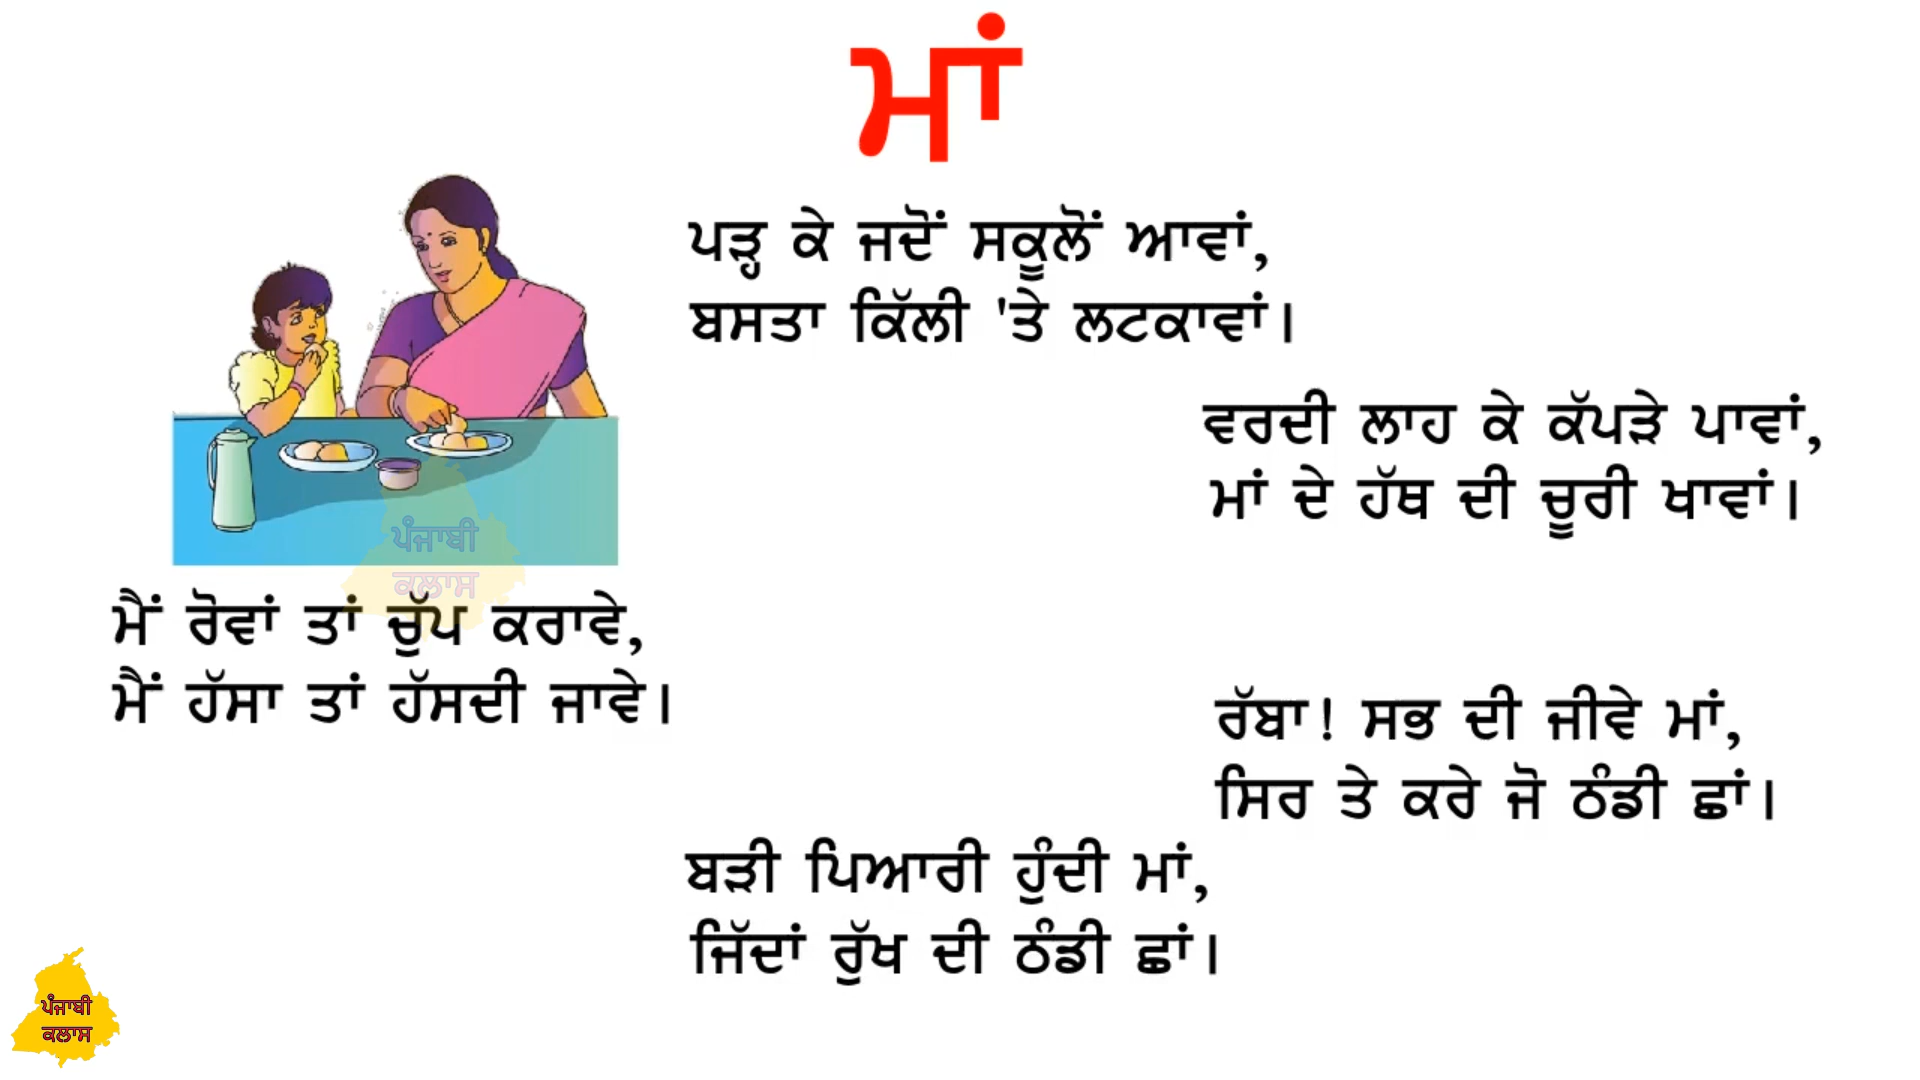 ਮਾਂ
ਪੜ੍ਹ ਕੇ ਜਦੋਂ ਸਕੂਲੋਂ ਆਵਾਂ,
ਬਸਤਾ ਕਿੱਲੀ 'ਤੇ ਲਟਕਾਵਾਂ।
ਵਰਦੀ ਲਾਹ ਕੇ ਕੱਪੜੇ ਪਾਵਾਂ,
ਮਾਂ ਦੇ ਹੱਥ ਦੀ ਚੂਰੀ ਖਾਵਾਂ।
ਪੰਜਾਬੀ
ਕਲਾਸ
ਮੈਂ ਰੋਵਾਂ ਤਾਂ ਚੁੱਪ ਕਰਾਵੇ,
ਮੈਂ ਹੱਸਾ ਤਾਂ ਹੱਸਦੀ ਜਾਵੇ।
ਰੱਬਾ! ਸਭ ਦੀ ਜੀਵੇ ਮਾਂ,
ਸਿਰ ਤੇ ਕਰੇ ਜੋ ਠੰਡੀ ਛਾਂ।
ਬੜੀ ਪਿਆਰੀ ਹੁੰਦੀ ਮਾਂ,
ਜਿੱਦਾਂ ਰੁੱਖ ਦੀ ਠੰਡੀ ਛਾਂ।
ਪੰਜਾਬੀ
ਕਲਾਸ